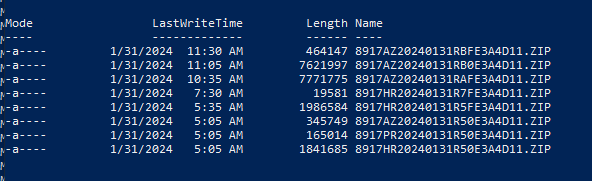 Mode                 LastWriteTime         Length Name
----                 -------------         ------ ----
-a----         1/31/2024  11:30 AM         464147 8917AZ20240131RBFE3A4D11.ZIP
-a----         1/31/2024  11:05 AM        7621997 8917AZ20240131RB0E3A4D11.ZIP
-a----         1/31/2024  10:35 AM        7771775 8917AZ20240131RAFE3A4D11.ZIP
-a----         1/31/2024   7:30 AM          19581 8917HR20240131R7FE3A4D11.ZIP
-a----         1/31/2024   5:35 AM        1986584 8917HR20240131R5FE3A4D11.ZIP
-a----         1/31/2024   5:05 AM         345749 8917AZ20240131R50E3A4D11.ZIP
-a----         1/31/2024   5:05 AM         165014 8917PR20240131R50E3A4D11.ZIP
-a----         1/31/2024   5:05 AM        1841685 8917HR20240131R50E3A4D11.ZIP